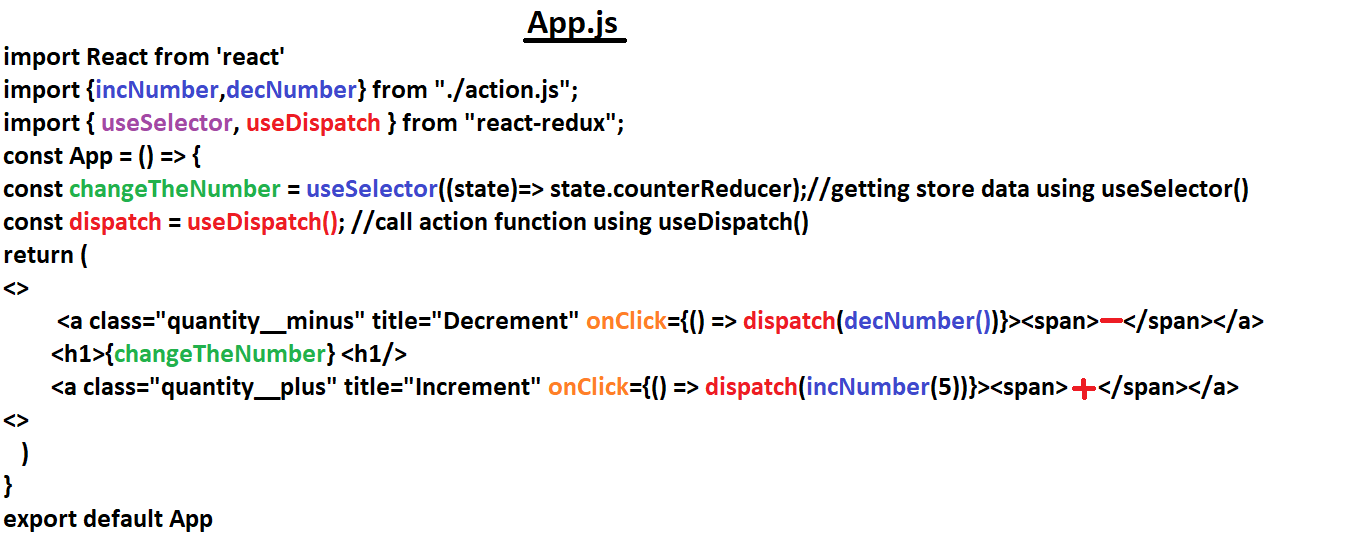 App.js
import React from 'react'
import {incNumber,decNumber} from "./action.js";
import { useSelector, useDispatch } from "react-redux";
const App = () => {
const changeTheNumber = useSelector((state)=> state.counterReducer);//getting store data using useSelector()
const dispatch = useDispatch(); //call action function using useDispatch()
return (
<>
<a class="quantity__minus" title="Decrement" onClick={() => dispatch(decNumber())}><span>−</span></a>
<h1>{changeTheNumber} <h1/>
<a class="quantity__plus" title="Increment" onClick={() => dispatch(incNumber(5))}><span>+</span></a>
<>
)
}
export default App